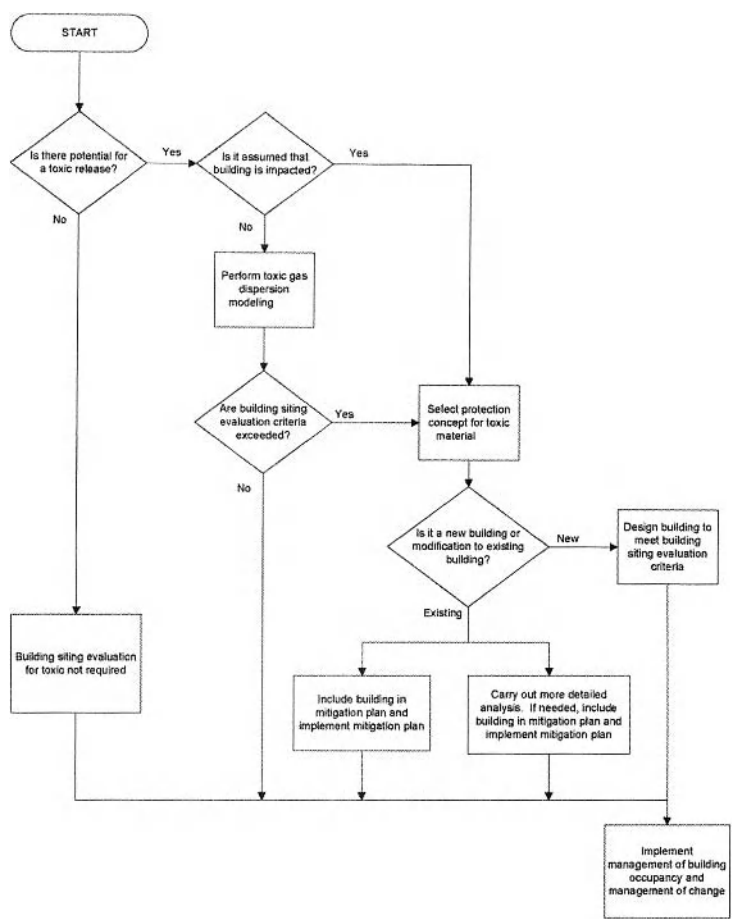 START
Is there potential for
a toxic release?
Yes
Is it assumed that
building is impacted?
Yes
No
No
Perform toxic gas
dispersion
modeling
Are building siting
evaluation criteria
exceeded?
Yes
Select protection
concept for toxic
material
No
Is it a new building or
modification to existing
building?
New
Design building to
meet building
siting evaluation
criteria
Existing
Building siting evaluation
for toxic not required
Include building in
mitigation plan and
implement mitigation plan
Carry out more detailed
analysis. If needed, include
building in mitigation plan and
implement mitigation plan
Implement
management of building
occupancy and
management of change